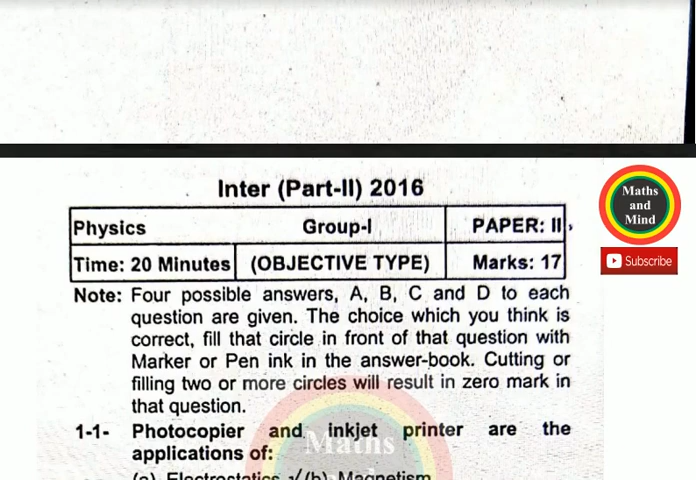 Inter (Part-II) 2016
Physics Group-I PAPER: II
Time: 20 Minutes (OBJECTIVE TYPE) Marks: 17
Note: Four possible answers, A, B, C and D to each
question are given. The choice which you think is
correct, fill that circle in front of that question with
Marker or Pen ink in the answer-book. Cutting or
filling two or more circles will result in zero mark in
that question.
1-1- Photocopier and inkjet printer are the
applications of:
(a) Electrostatics √ (b) Magnetism
Maths
and
Mind
Subscribe
Maths
and